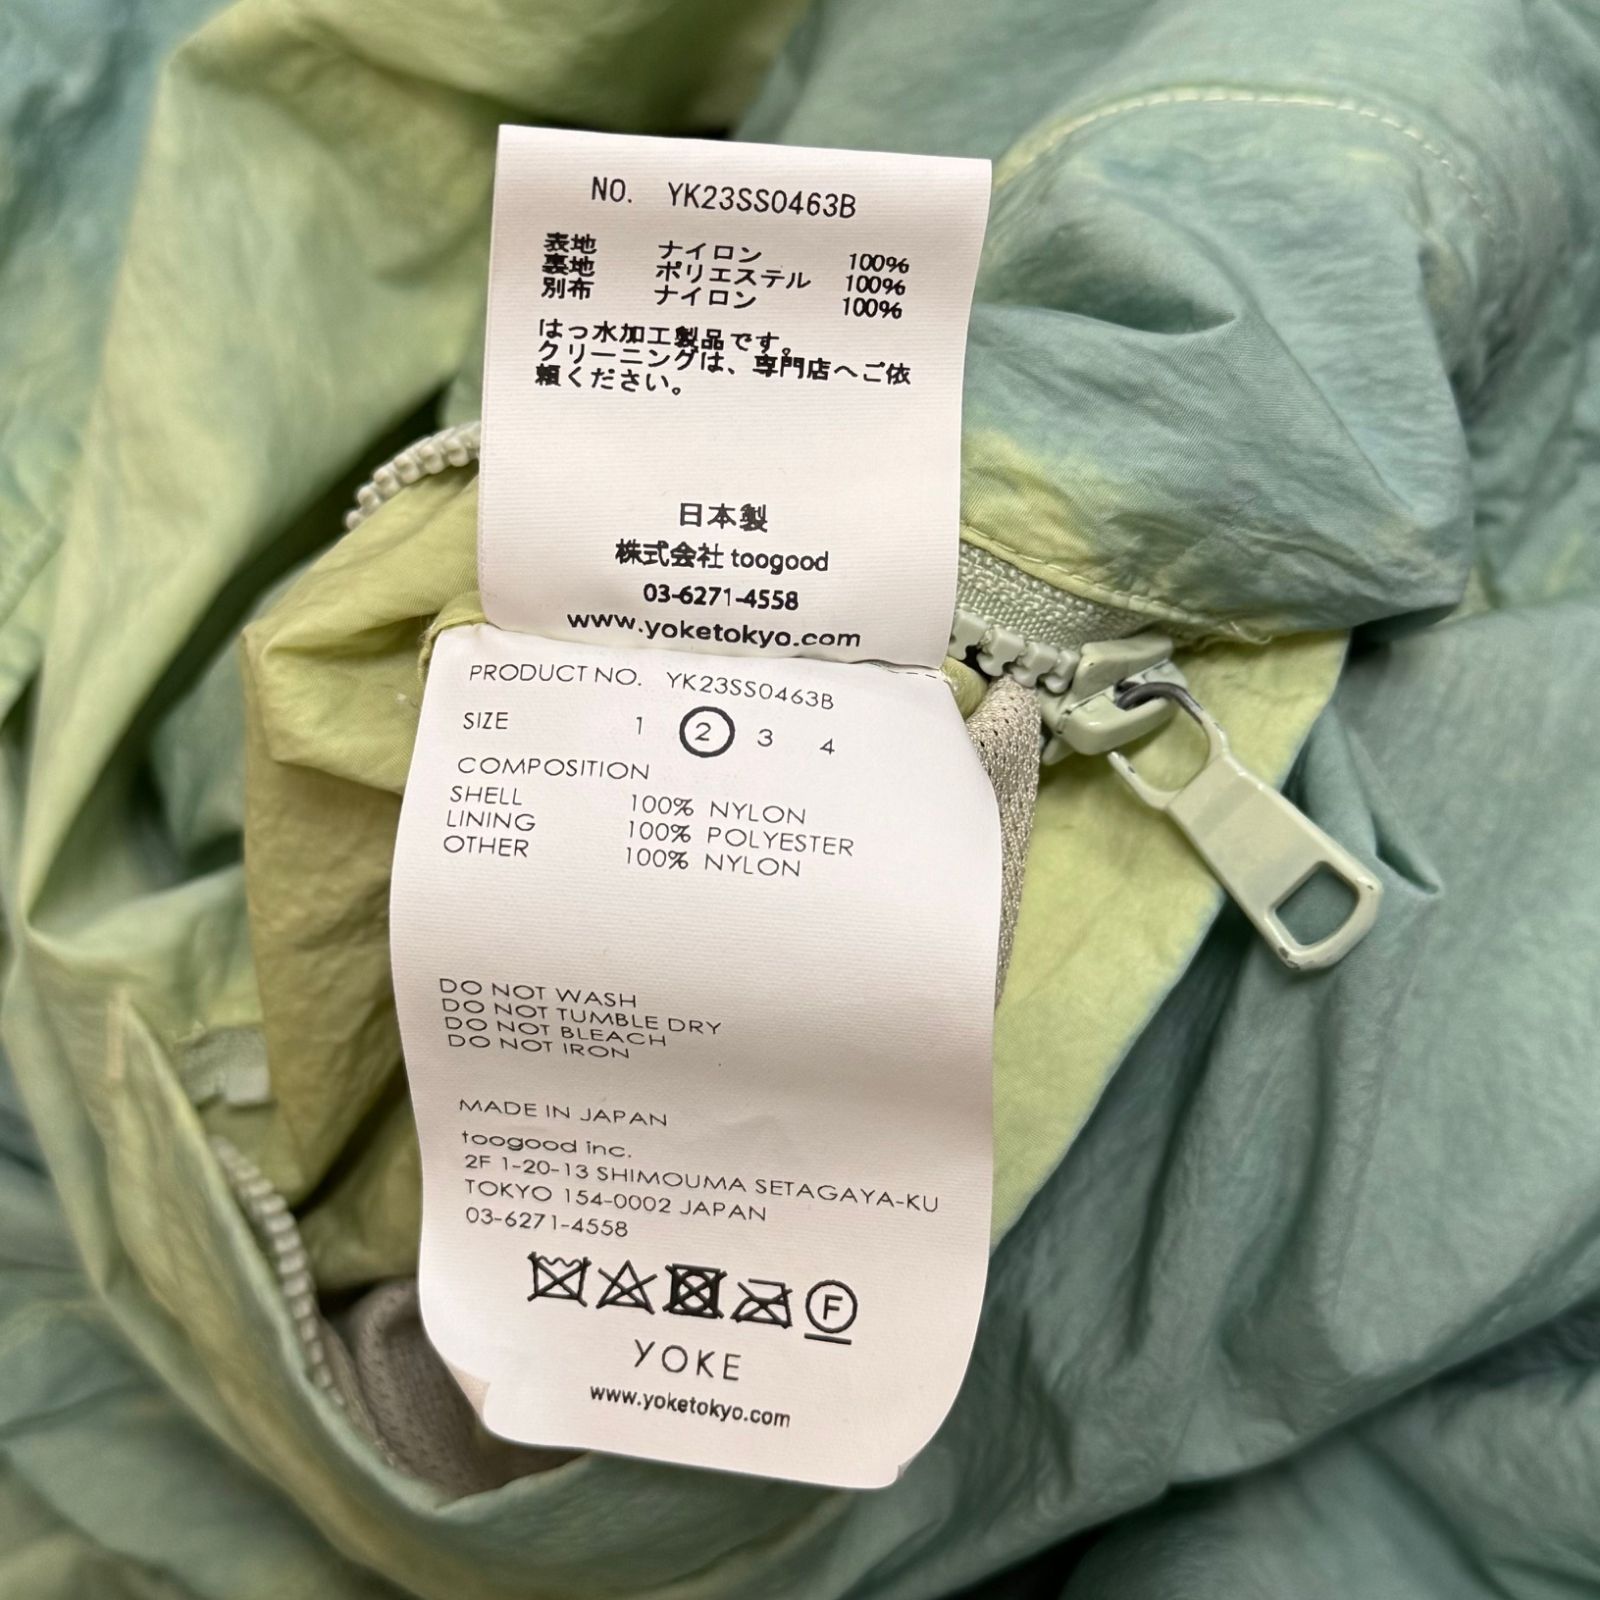 NO. YK23SS0463B
表地 ナイロン 100%
裏地 ポリエステル 100%
別布 ナイロン 100%
はっ水加工製品です。
クリーニングは、専門店へご依
頼ください。
日本製
株式会社 toogood
03-6271-4558
www.yoketokyo.com
PRODUCT NO. YK23SS0463B
SIZE 1 2 3 4
COMPOSITION
SHELL 100% NYLON
LINING 100% POLYESTER
OTHER 100% NYLON
DO NOT WASH
DO NOT TUMBLE DRY
DO NOT BLEACH
DO NOT IRON
MADE IN JAPAN
toogood inc.
2F 1-20-13 SHIMOUMA SETAGAYA-KU
TOKYO 154-0002 JAPAN
03-6271-4558
F
YOKE
www.yoketokyo.com